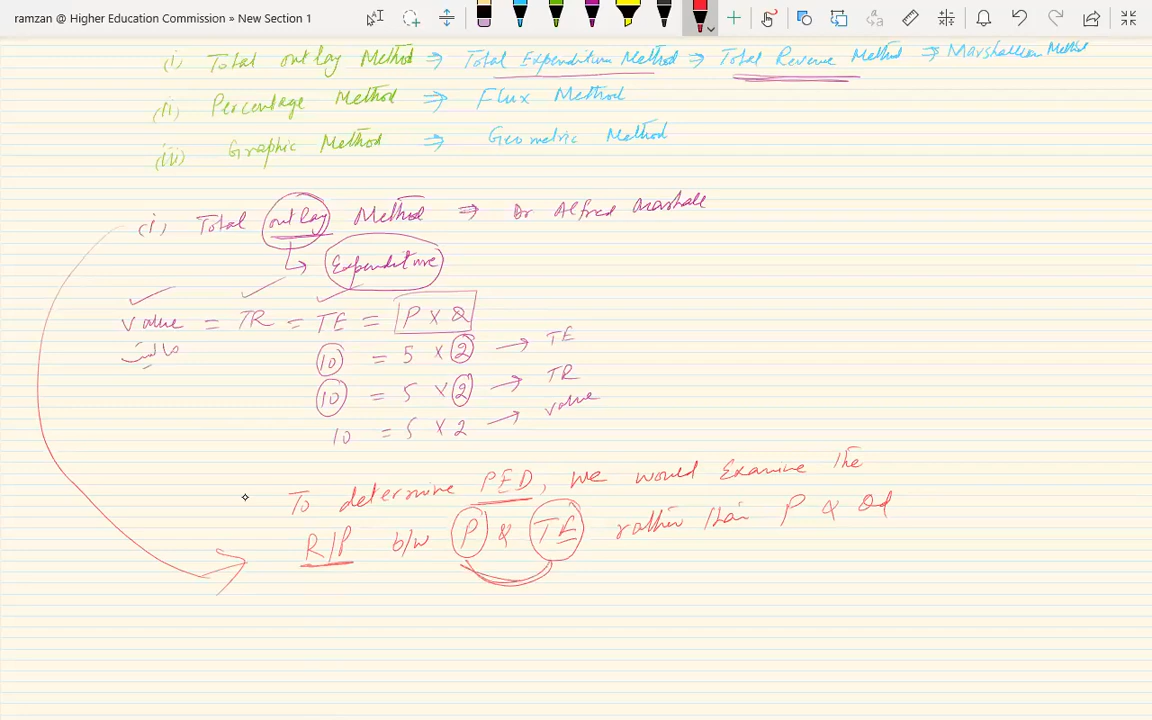 ramzan @ Higher Education Commission » New Section 1
(i) Total outlay Method ⇒ Total Expenditure Method ⇒ Total Revenue Method ⇒ Marshallian Method
(ii) Percentage Method ⇒ Flux Method
(iii) Graphic Method ⇒ Geometric Method
(i) Total outlay Method ⇒ Dr Alfred Marshall
Expenditure
Value = TR = TE = P x Q
مالیت
10 = 5 x 2 → TE
10 = 5 x 2 → TR
10 = 5 x 2 → value
To determine PED, we would Examine the
R/P b/w P & TE rather than P & Qd